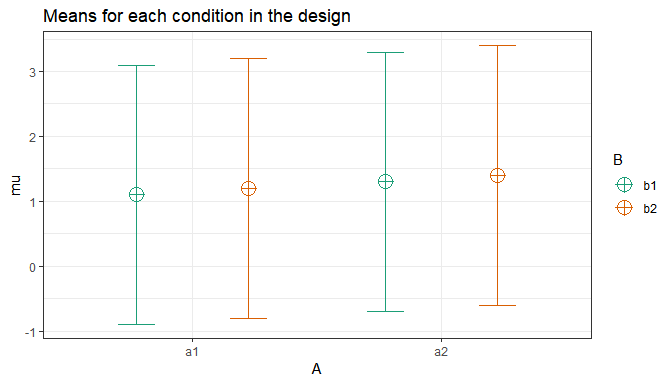 Means for each condition in the design
mu
3
2
1
0
-1
a1
a2
A
B
b1
b2